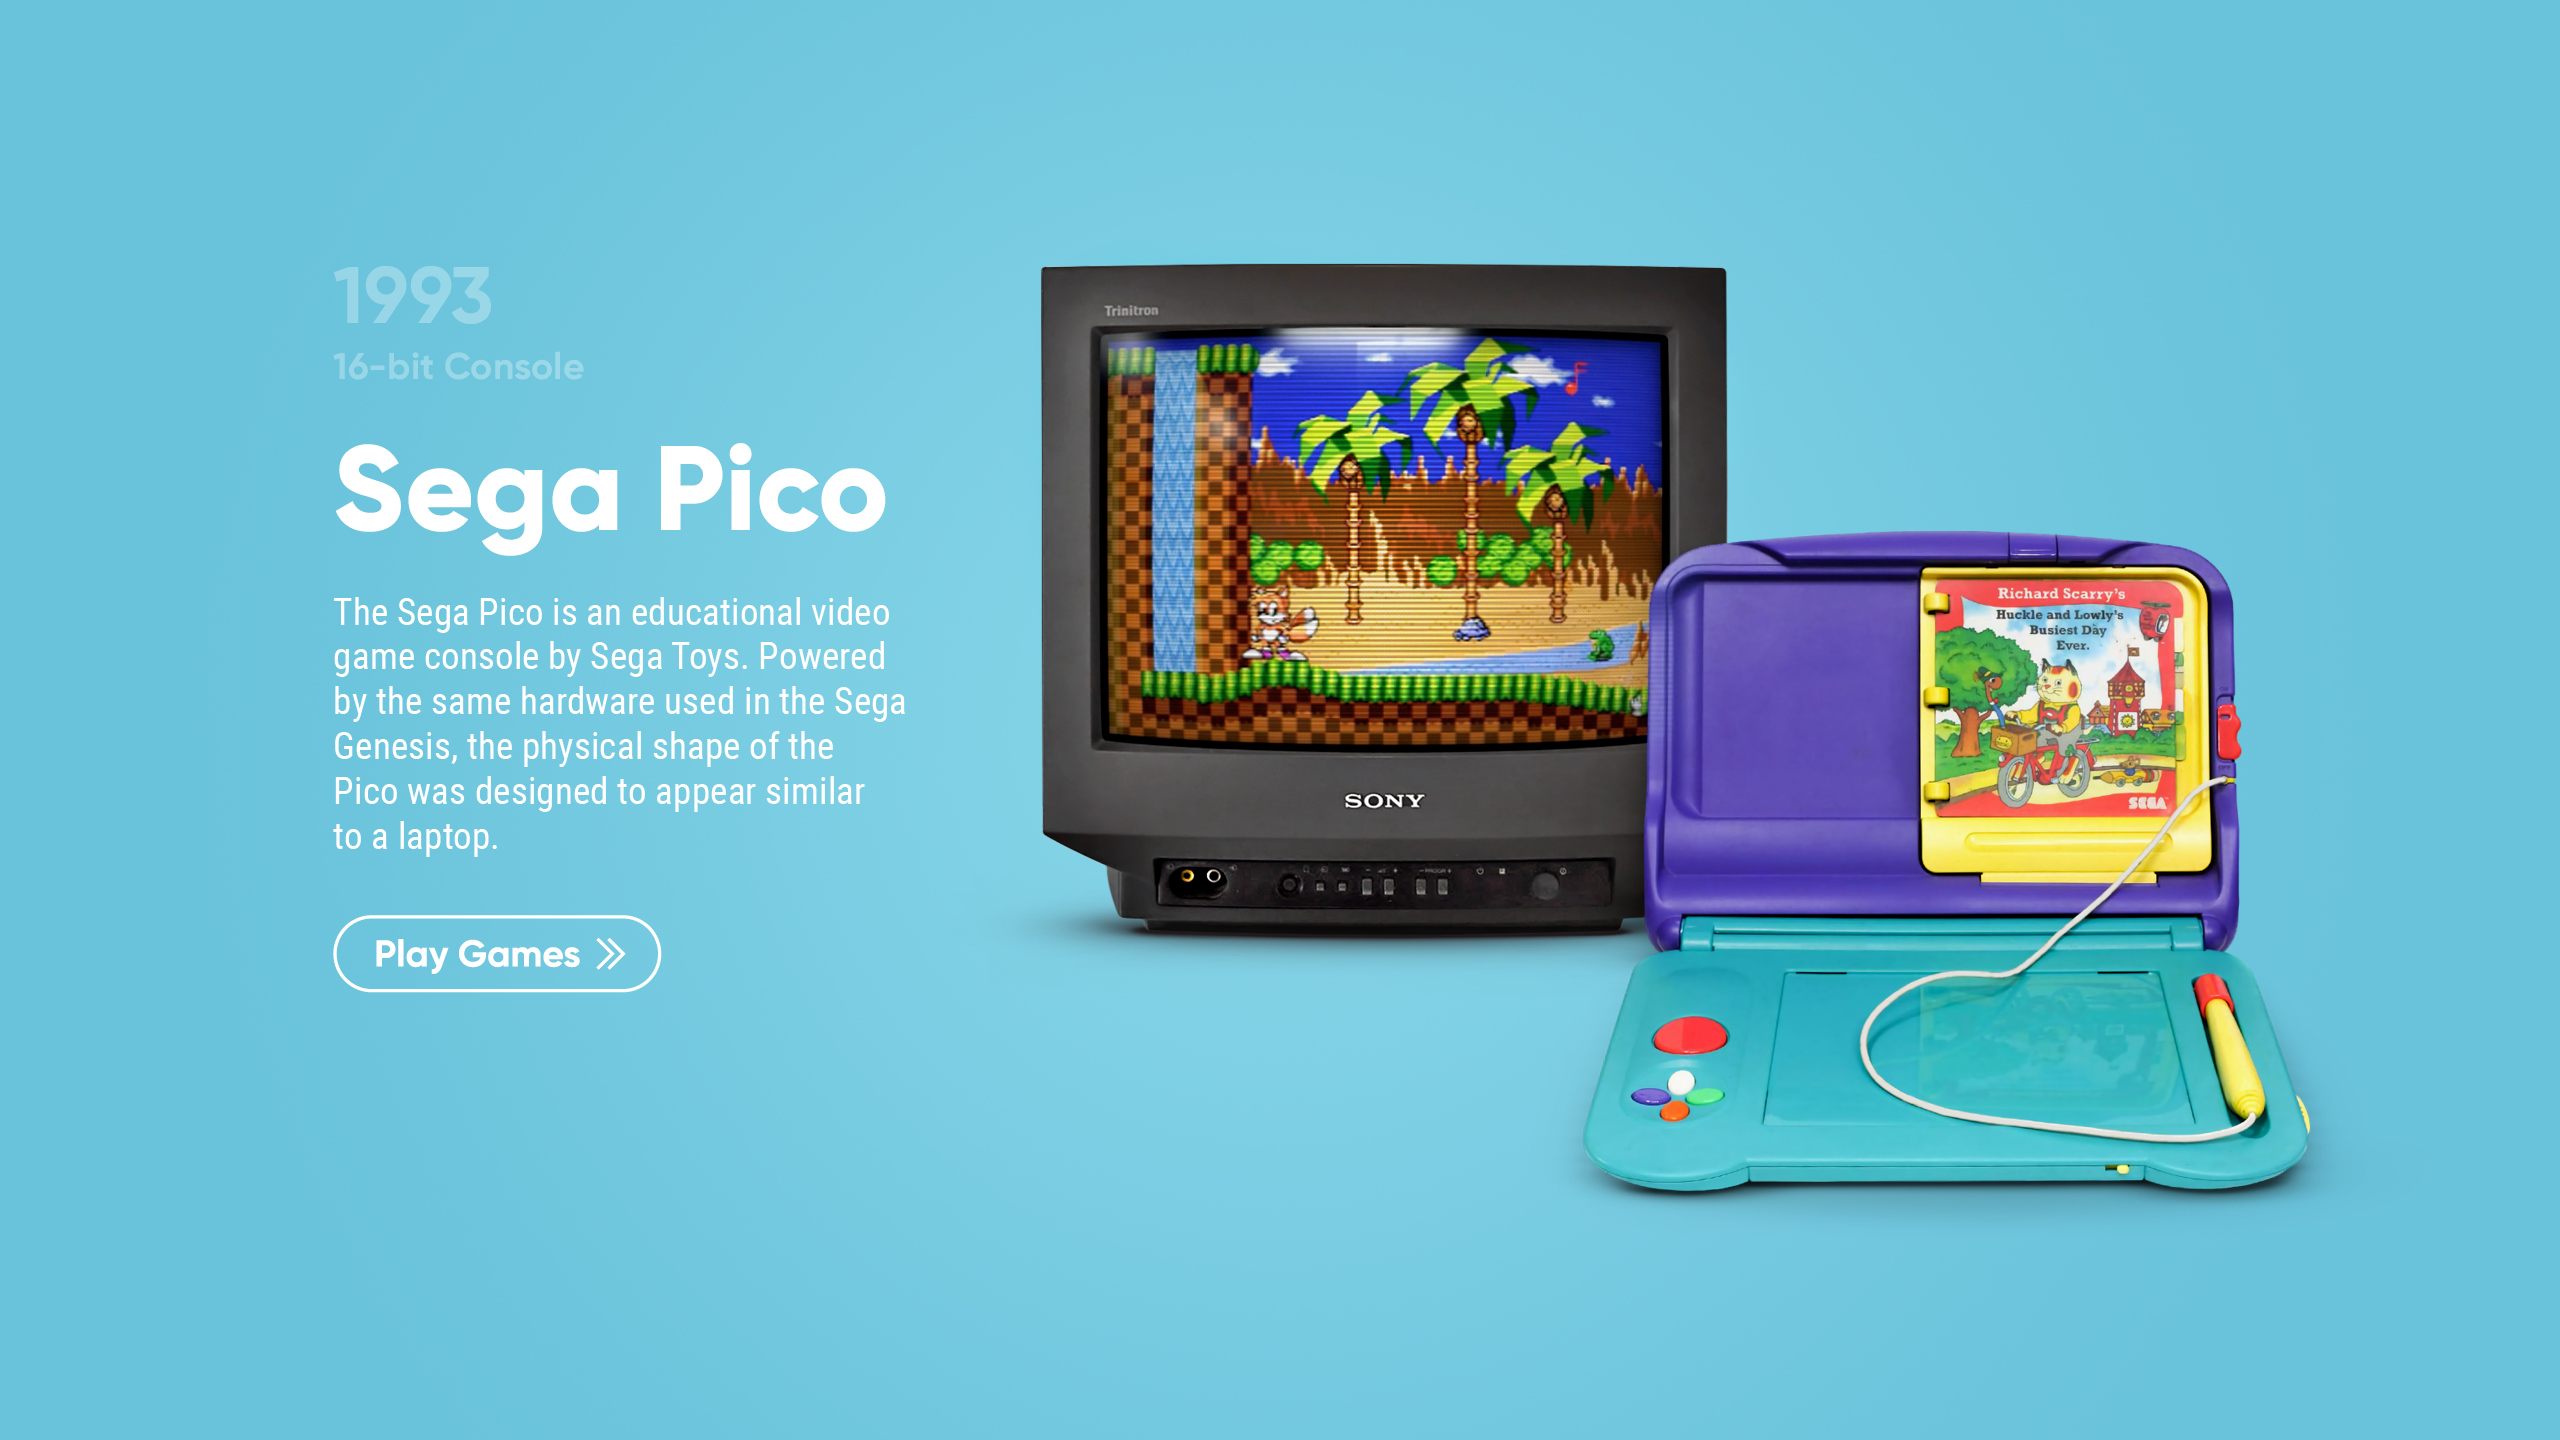 1993
16-bit Console
Sega Pico
The Sega Pico is an educational video
game console by Sega Toys. Powered
by the same hardware used in the Sega
Genesis, the physical shape of the
Pico was designed to appear similar
to a laptop.
Play Games
Trinitron
SONY
Richard Scarry's
Huckle and Lowly's
Busiest Day
Ever.
SEGA